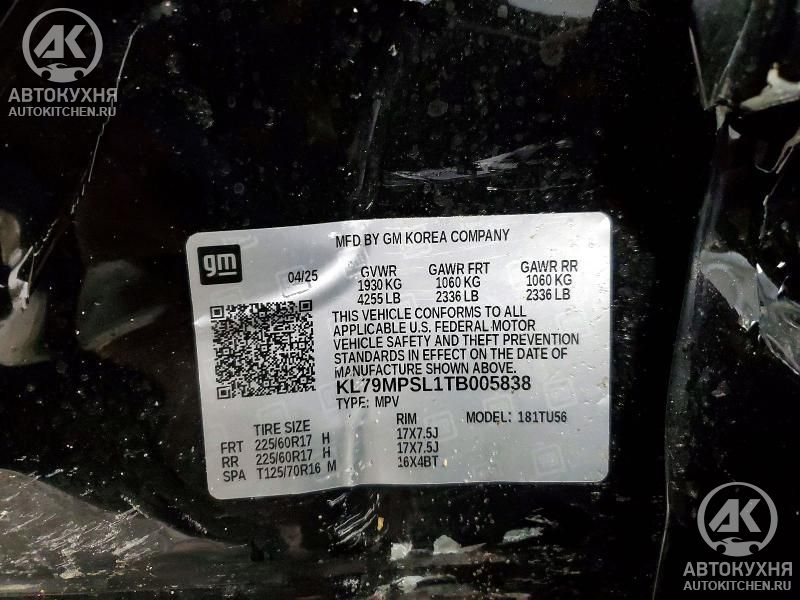 АК
АВТОКУХНЯ
AUTOKITCHEN.RU
gm
MFD BY GM KOREA COMPANY
04/25
GVWR GAWR FRT GAWR RR
1930 KG 1060 KG 1060 KG
4255 LB 2336 LB 2336 LB
THIS VEHICLE CONFORMS TO ALL
APPLICABLE U.S. FEDERAL MOTOR
VEHICLE SAFETY AND THEFT PREVENTION
STANDARDS IN EFFECT ON THE DATE OF
MANUFACTURE SHOWN ABOVE.
KL79MPSL1TB005838
TYPE: MPV
TIRE SIZE RIM MODEL: 181TU56
FRT 225/60R17 H 17X7.5J
RR 225/60R17 H 17X7.5J
SPA T125/70R16 M 16X4BT
АК
АВТОКУХНЯ
AUTOKITCHEN.RU